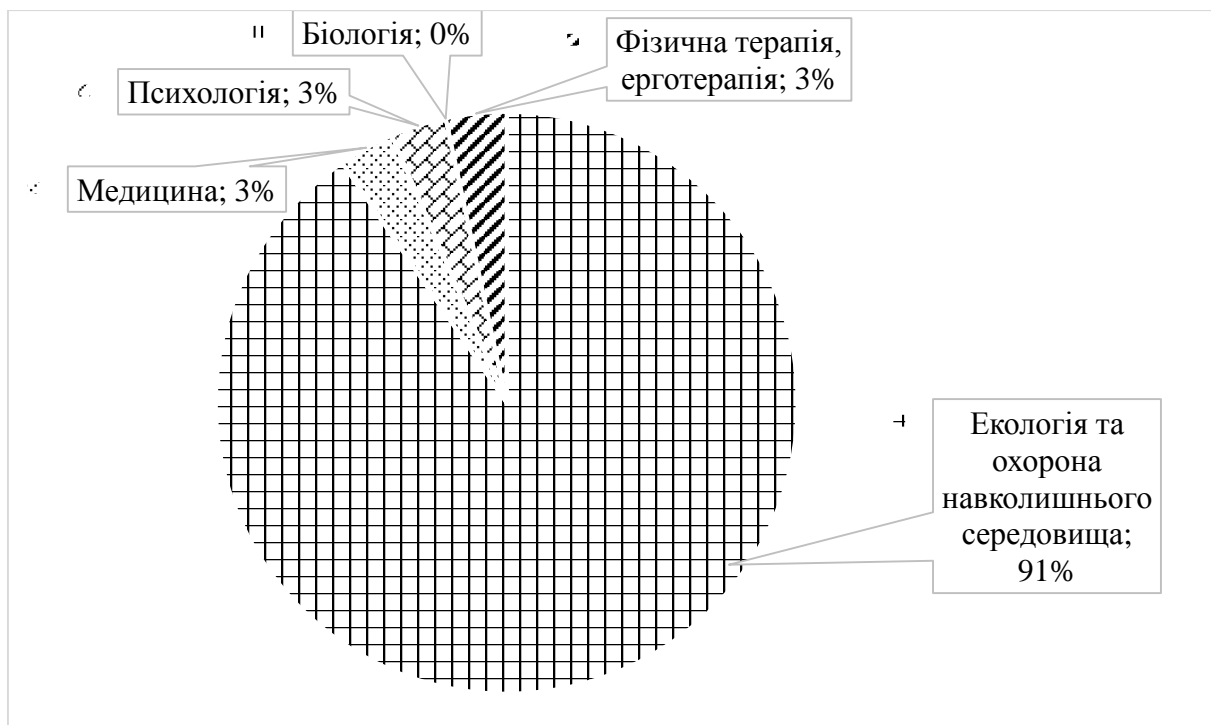 Біологія; 0%
Фізична терапія,
ерготерапія; 3%
Психологія; 3%
Медицина; 3%
Екологія та
охорона
навколишнього
середовища;
91%